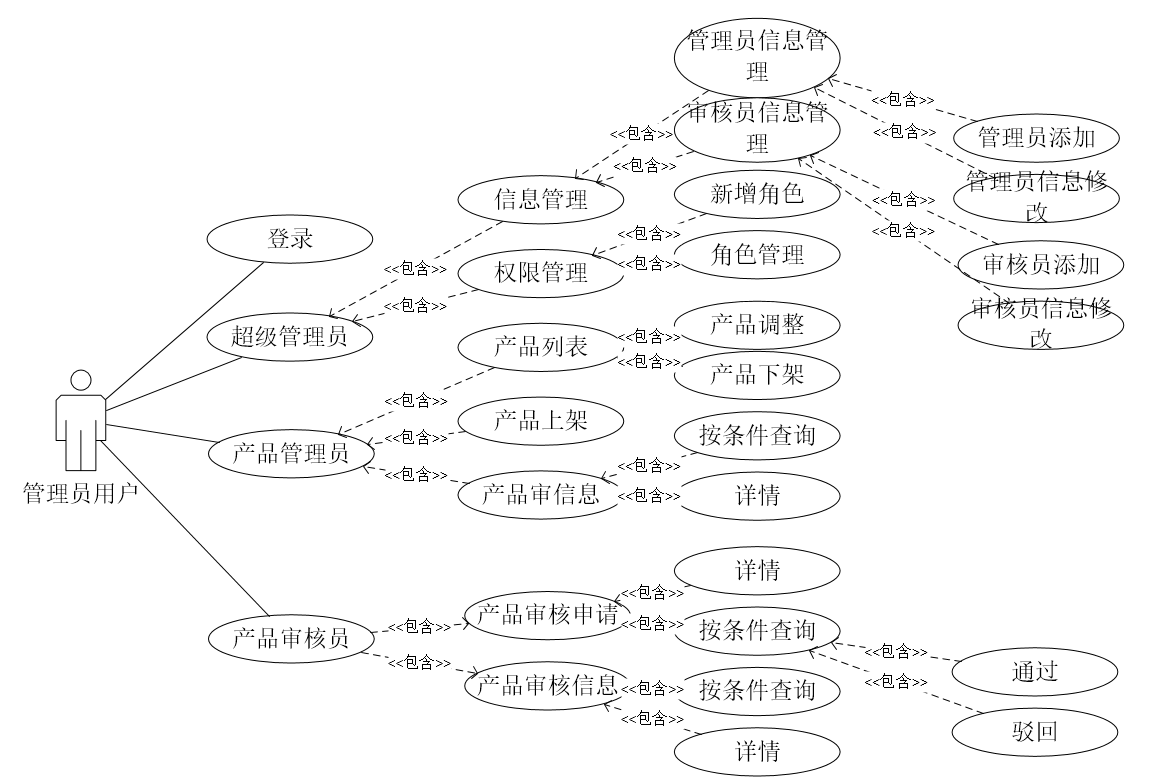 管理员信息管
理
<<包含>>
审核员信息管
理
<<包含>>
<<包含>>
管理员添加
<<包含>>
<<包含>>
管理员信息修
改
信息管理
新增角色
<<包含>>
登录
<<包含>>
<<包含>>
角色管理
审核员添加
<<包含>>
权限管理
<<包含>>
<<包含>>
审核员信息修
改
超级管理员
产品列表
<<包含>>
产品调整
<<包含>>
产品下架
<<包含>>
产品上架
<<包含>>
按条件查询
产品管理员
<<包含>>
<<包含>>
产品审信息
<<包含>>
详情
管理员用户
详情
<<包含>>
产品审核申请
<<包含>>
按条件查询
产品审核员
<<包含>>
<<包含>>
<<包含>>
通过
产品审核信息
<<包含>>
按条件查询
<<包含>>
<<包含>>
驳回
详情